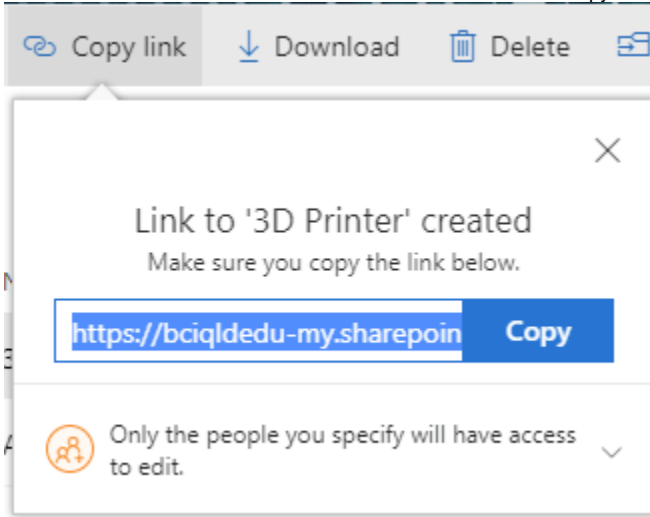 Copy link Download Delete
Link to '3D Printer' created
Make sure you copy the link below.
https://bciqldedu-my.sharepoin Copy
Only the people you specify will have access
to edit.